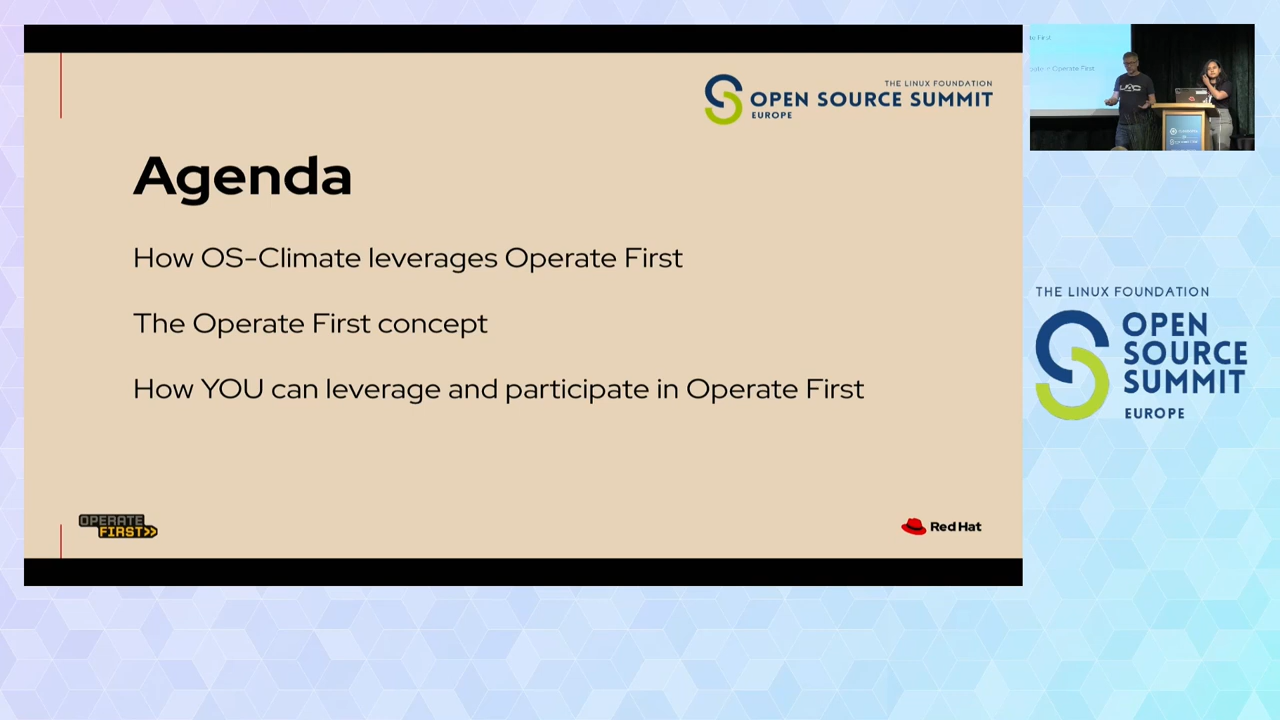 THE LINUX FOUNDATION
OPEN SOURCE SUMMIT
EUROPE
Agenda
How OS-Climate leverages Operate First
The Operate First concept
How YOU can leverage and participate in Operate First
OPERATE
FIRST
Red Hat
THE LINUX FOUNDATION
OPEN
SOURCE
SUMMIT
EUROPE